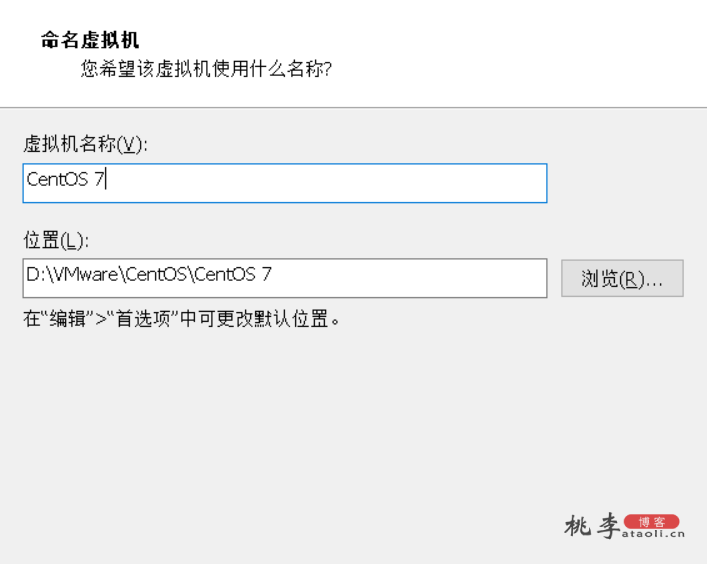 命名虚拟机
您希望该虚拟机使用什么名称?
虚拟机名称(V):
CentOS 7
位置(L):
D:\VMware\CentOS\CentOS 7
浏览(R)...
在"编辑">"首选项"中可更改默认位置。
桃李 博客
ataoli.cn